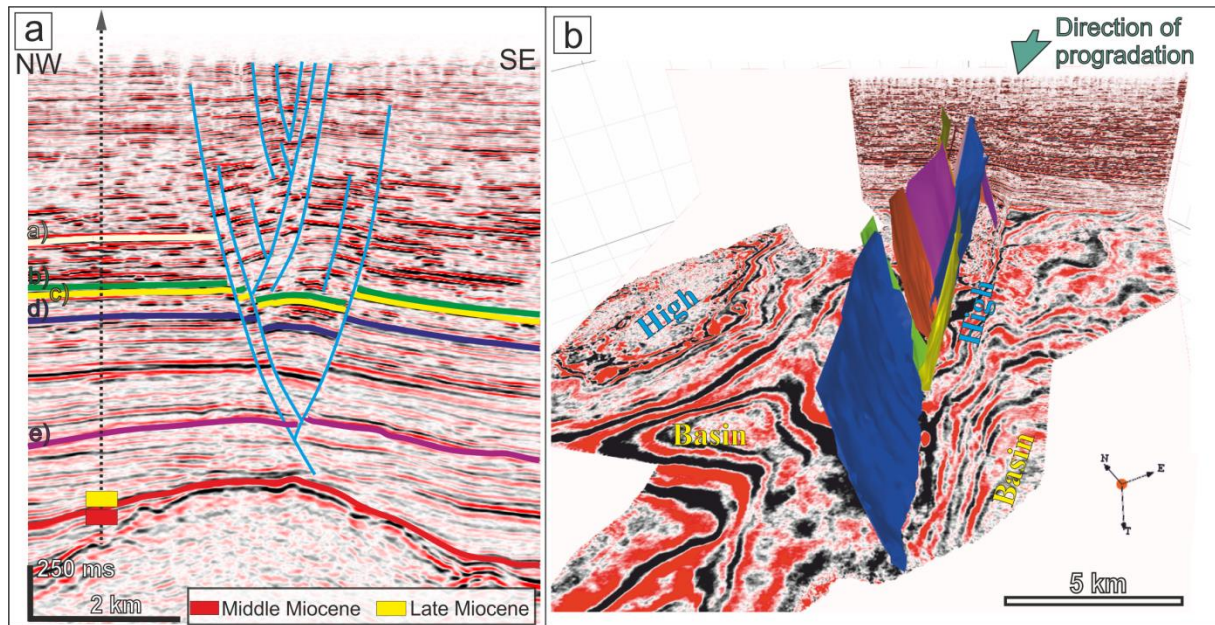 a
NW
SE
a)
b)
c)
d)
e)
250 ms
2 km
Middle Miocene
Late Miocene
b
Direction of
progradation
High
High
Basin
Basin
N
E
T
5 km